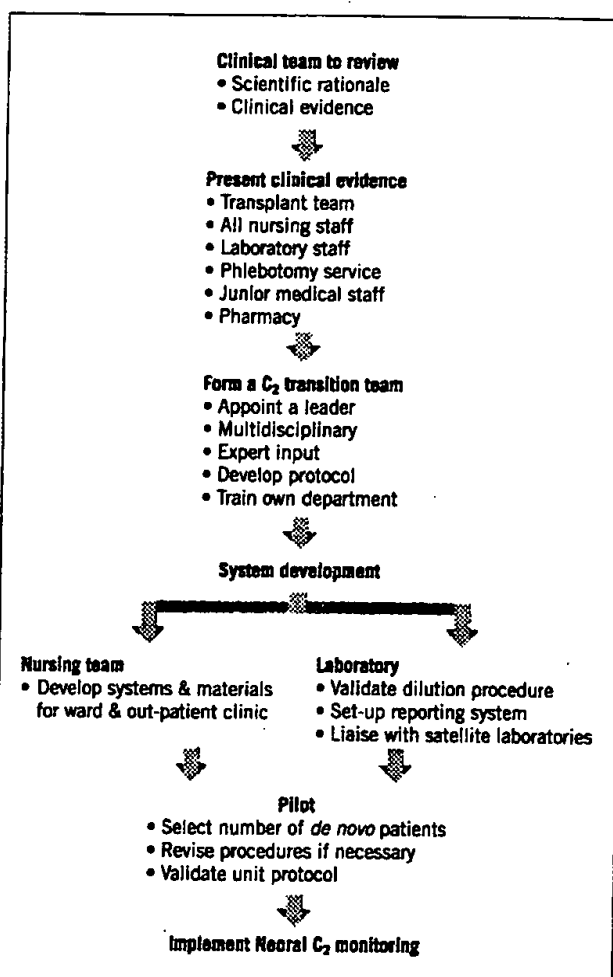 Clinical team to review
• Scientific rationale
• Clinical evidence
Present clinical evidence
• Transplant team
• All nursing staff
• Laboratory staff
• Phlebotomy service
• Junior medical staff
• Pharmacy
Form a C₂ transition team
• Appoint a leader
• Multidisciplinary
• Expert input
• Develop protocol
• Train own department
System development
Nursing team
• Develop systems & materials
for ward & out-patient clinic
Laboratory
• Validate dilution procedure
• Set-up reporting system
• Liaise with satellite laboratories
Pilot
• Select number of de novo patients
• Revise procedures if necessary
• Validate unit protocol
Implement Neoral C₂ monitoring